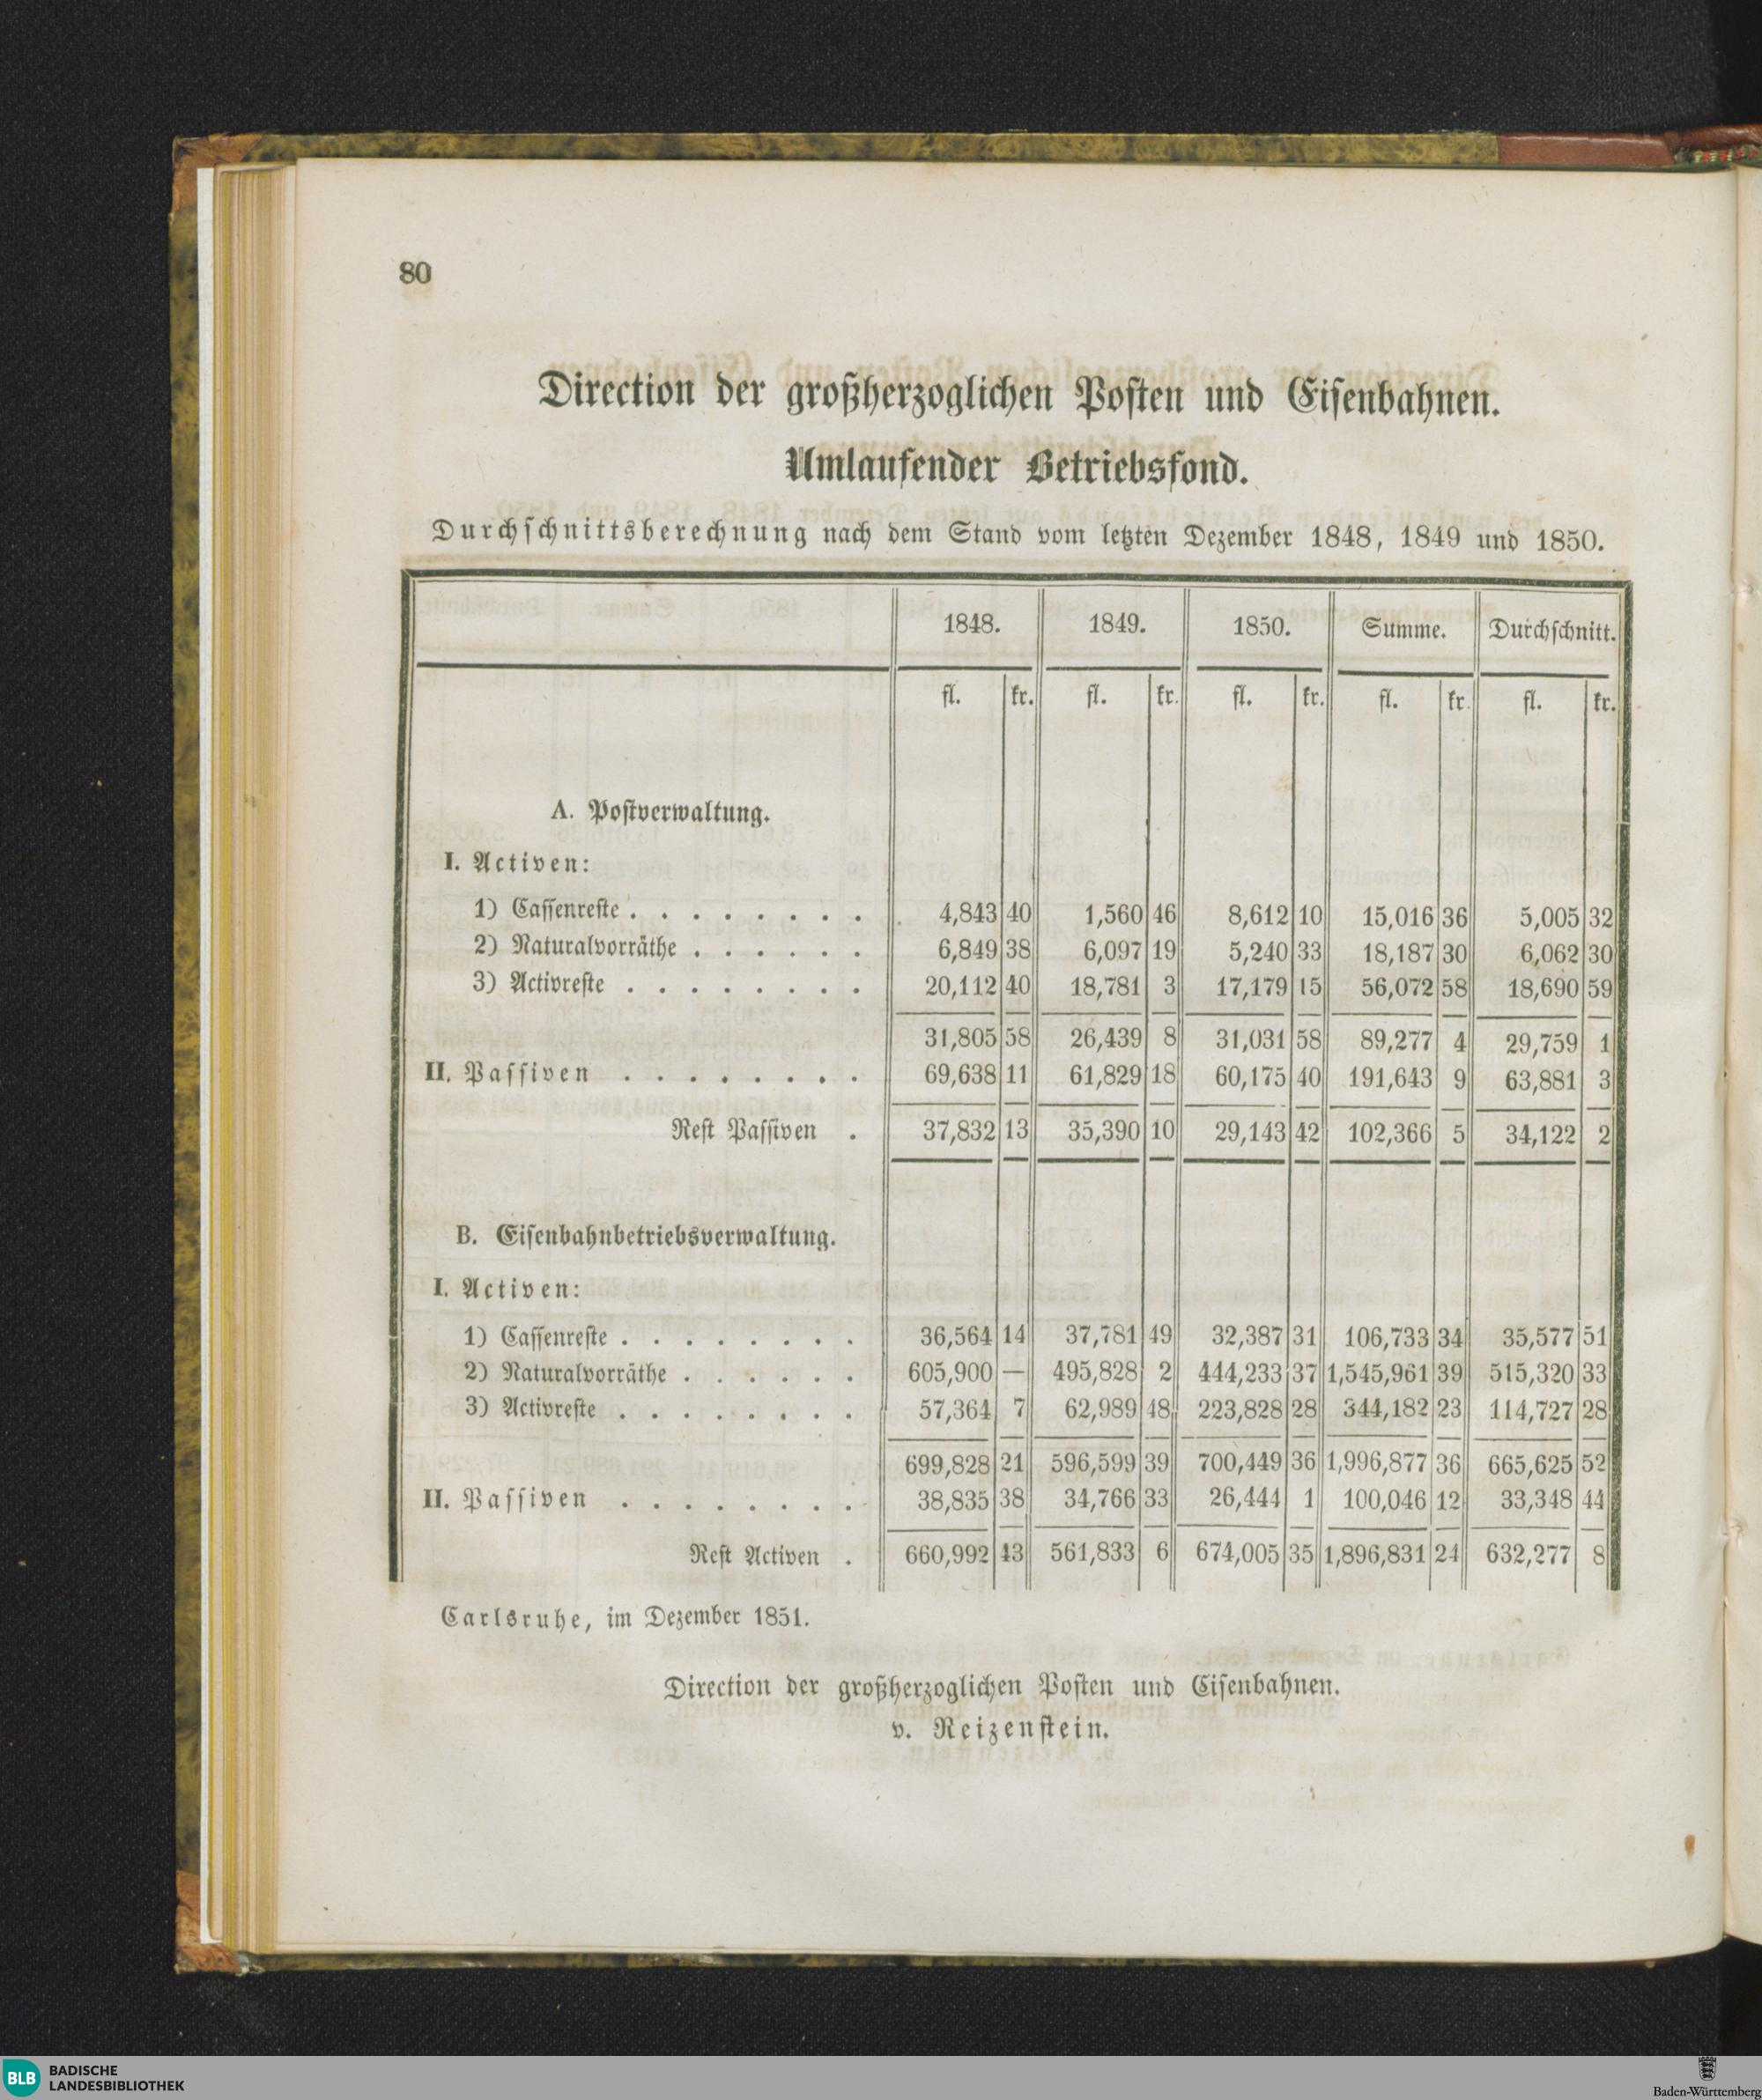 80
Direction der großherzoglichen Posten und Eisenbahnen.
Umlaufender Betriebsfond.
Durchschnittsberechnung nach dem Stand vom letzten Dezember 1848, 1849 und 1850.
1848. 1849. 1850. Summe. Durchschnitt.
fl. kr. fl. kr. fl. kr. fl. kr. fl. kr.
A. Postverwaltung.
I. Activen:
1) Cassenreste . . . . . . . . 4,843 40 1,560 46 8,612 10 15,016 36 5,005 32
2) Naturalvorräthe . . . . . . 6,849 38 6,097 19 5,240 33 18,187 30 6,062 30
3) Activreste . . . . . . . . 20,112 40 18,781 3 17,179 15 56,072 58 18,690 59
31,805 58 26,439 8 31,031 58 89,277 4 29,759 1
II. Passiven . . . . . . . . 69,638 11 61,829 18 60,175 40 191,643 9 63,881 3
Rest Passiven . 37,832 13 35,390 10 29,143 42 102,366 5 34,122 2
B. Eisenbahnbetriebsverwaltung.
I. Activen:
1) Cassenreste . . . . . . . . 36,564 14 37,781 49 32,387 31 106,733 34 35,577 51
2) Naturalvorräthe . . . . . . 605,900 — 495,828 2 444,233 37 1,545,961 39 515,320 33
3) Activreste . . . . . . . . 57,364 7 62,989 48 223,828 28 344,182 23 114,727 28
699,828 21 596,599 39 700,449 36 1,996,877 36 665,625 52
II. Passiven . . . . . . . . 38,835 38 34,766 33 26,444 1 100,046 12 33,348 44
Rest Activen . 660,992 43 561,833 6 674,005 35 1,896,831 24 632,277 8
Carlsruhe, im Dezember 1851.
Direction der großherzoglichen Posten und Eisenbahnen.
v. Reizenstein.
BLB BADISCHE
LANDESBIBLIOTHEK
Baden-Württemberg